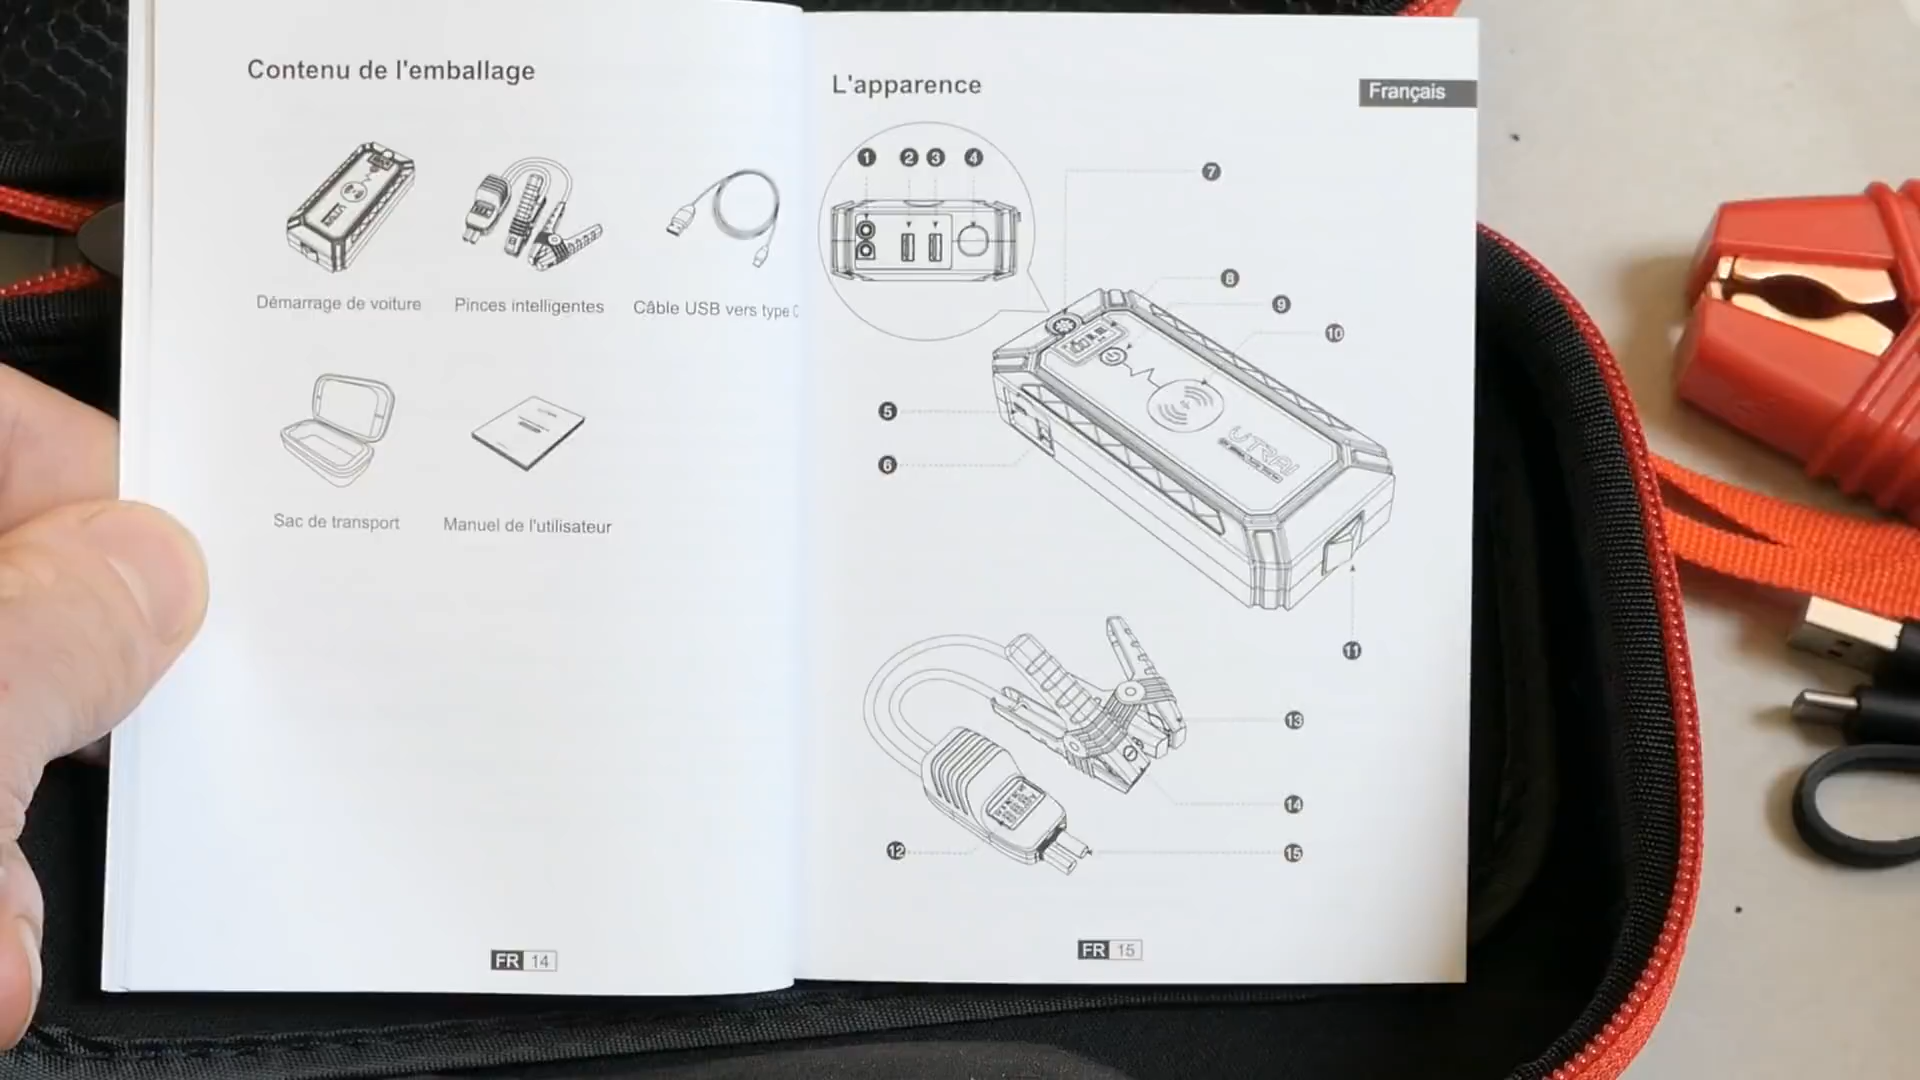 Contenu de l'emballage
Démarrage de voiture
Pinces intelligentes
Câble USB vers type C
Sac de transport
Manuel de l'utilisateur
FR 14
L'apparence
Français
1
2
3
4
7
8
9
10
5
6
UTRAI
11
13
14
12
15
FR 15